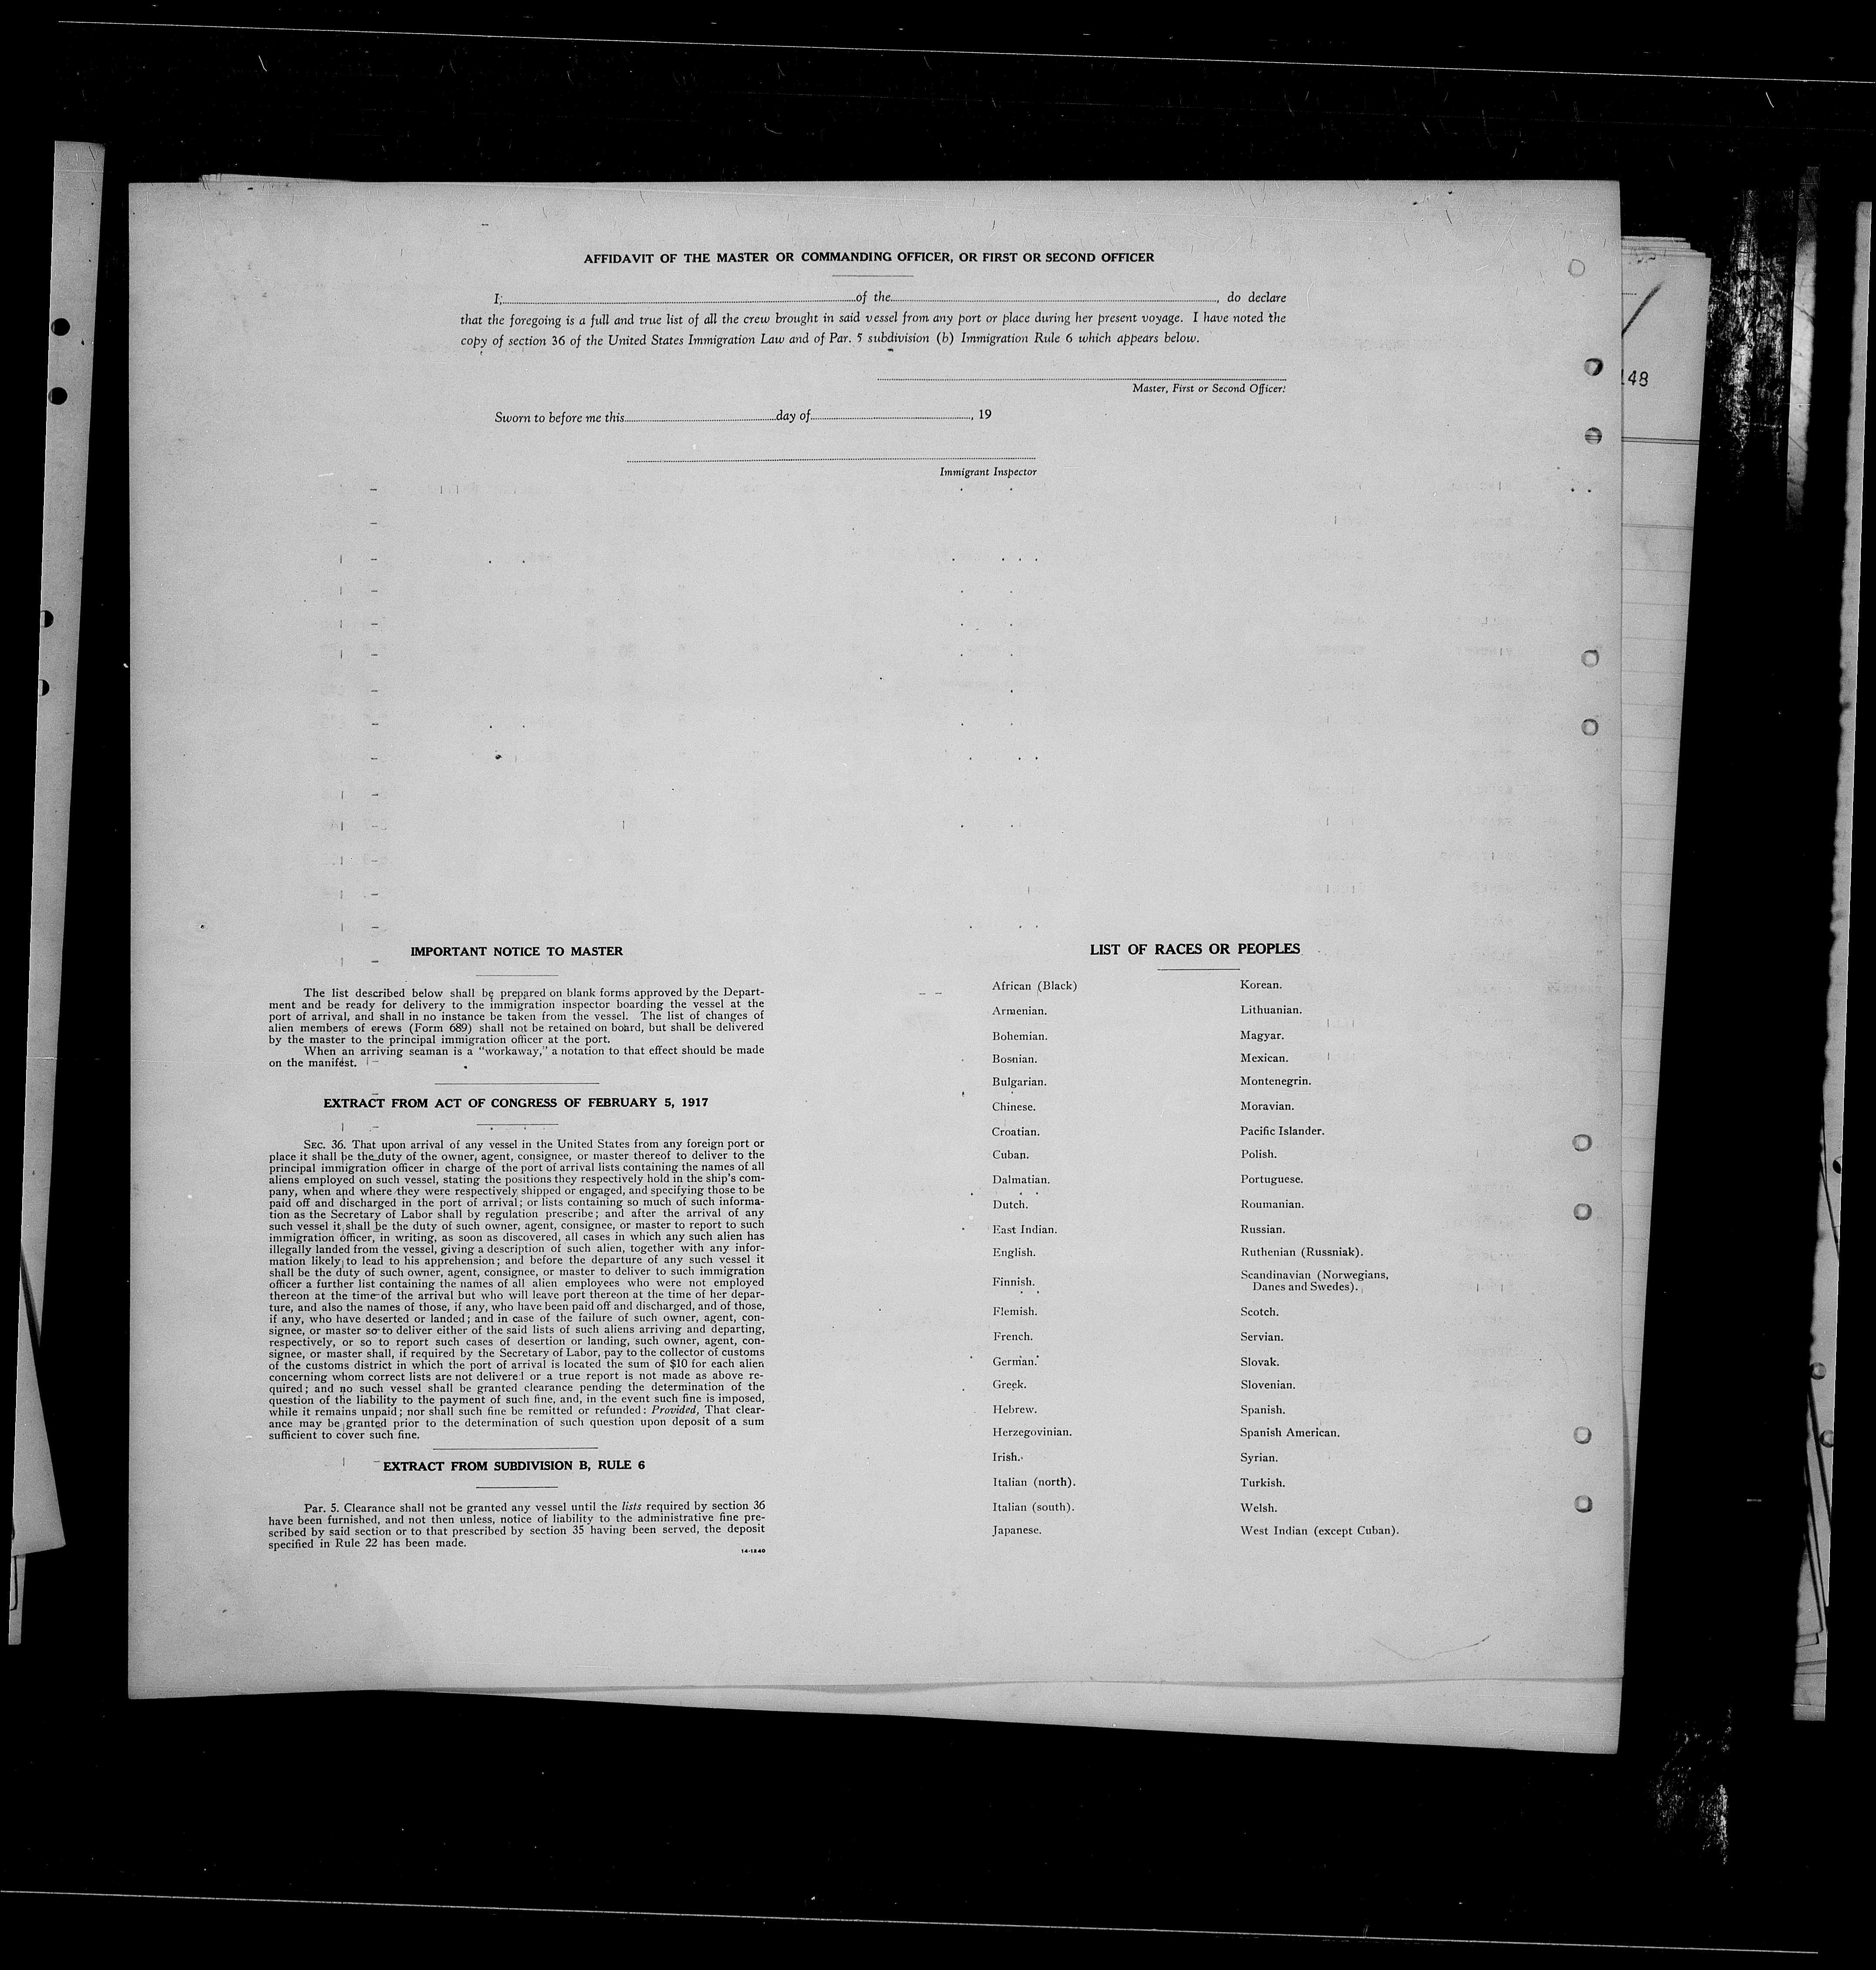 AFFIDAVIT OF THE MASTER OR COMMANDING OFFICER, OR FIRST OR SECOND OFFICER
I, of the , do declare
that the foregoing is a full and true list of all the crew brought in said vessel from any port or place during her present voyage. I have noted the
copy of section 36 of the United States Immigration Law and of Par. 5 subdivision (b) Immigration Rule 6 which appears below.
Master, First or Second Officer.
Sworn to before me this day of , 19
Immigrant Inspector
148
IMPORTANT NOTICE TO MASTER
The list described below shall be prepared on blank forms approved by the Depart-
ment and be ready for delivery to the immigration inspector boarding the vessel at the
port of arrival, and shall in no instance be taken from the vessel. The list of changes of
alien members of crews (Form 689) shall not be retained on board, but shall be delivered
by the master to the principal immigration officer at the port.
When an arriving seaman is a “workaway,” a notation to that effect should be made
on the manifest.
EXTRACT FROM ACT OF CONGRESS OF FEBRUARY 5, 1917
SEC. 36. That upon arrival of any vessel in the United States from any foreign port or
place it shall be the duty of the owner, agent, consignee, or master thereof to deliver to the
principal immigration officer in charge of the port of arrival lists containing the names of all
aliens employed on such vessel, stating the positions they respectively hold in the ship's com-
pany, when and where they were respectively shipped or engaged, and specifying those to be
paid off and discharged in the port of arrival; or lists containing so much of such informa-
tion as the Secretary of Labor shall by regulation prescribe; and after the arrival of any
such vessel it shall be the duty of such owner, agent, consignee, or master to report to such
immigration officer, in writing, as soon as discovered, all cases in which any such alien has
illegally landed from the vessel, giving a description of such alien, together with any infor-
mation likely to lead to his apprehension; and before the departure of any such vessel it
shall be the duty of such owner, agent, consignee, or master to deliver to such immigration
officer a further list containing the names of all alien employees who were not employed
thereon at the time of the arrival but who will leave port thereon at the time of her depar-
ture, and also the names of those, if any, who have been paid off and discharged, and of those,
if any, who have deserted or landed; and in case of the failure of such owner, agent, con-
signee, or master so to deliver either of the said lists of such aliens arriving and departing,
respectively, or so to report such cases of desertion or landing, such owner, agent, con-
signee, or master shall, if required by the Secretary of Labor, pay to the collector of customs
of the customs district in which the port of arrival is located the sum of $10 for each alien
concerning whom correct lists are not delivered or a true report is not made as above re-
quired; and no such vessel shall be granted clearance pending the determination of the
question of the liability to the payment of such fine, and, in the event such fine is imposed,
while it remains unpaid; nor shall such fine be remitted or refunded: Provided, That clear-
ance may be granted prior to the determination of such question upon deposit of a sum
sufficient to cover such fine.
EXTRACT FROM SUBDIVISION B, RULE 6
Par. 5. Clearance shall not be granted any vessel until the lists required by section 36
have been furnished, and not then unless, notice of liability to the administrative fine pre-
scribed by said section or to that prescribed by section 35 having been served, the deposit
specified in Rule 22 has been made.
14-1240
LIST OF RACES OR PEOPLES
African (Black)
Armenian.
Bohemian.
Bosnian.
Bulgarian.
Chinese.
Croatian.
Cuban.
Dalmatian.
Dutch.
East Indian.
English.
Finnish.
Flemish.
French.
German.
Greek.
Hebrew.
Herzegovinian.
Irish.
Italian (north).
Italian (south).
Japanese.
Korean.
Lithuanian.
Magyar.
Mexican.
Montenegrin.
Moravian.
Pacific Islander.
Polish.
Portuguese.
Roumanian.
Russian.
Ruthenian (Russniak).
Scandinavian (Norwegians,
Danes and Swedes).
Scotch.
Servian.
Slovak.
Slovenian.
Spanish.
Spanish American.
Syrian.
Turkish.
Welsh.
West Indian (except Cuban).